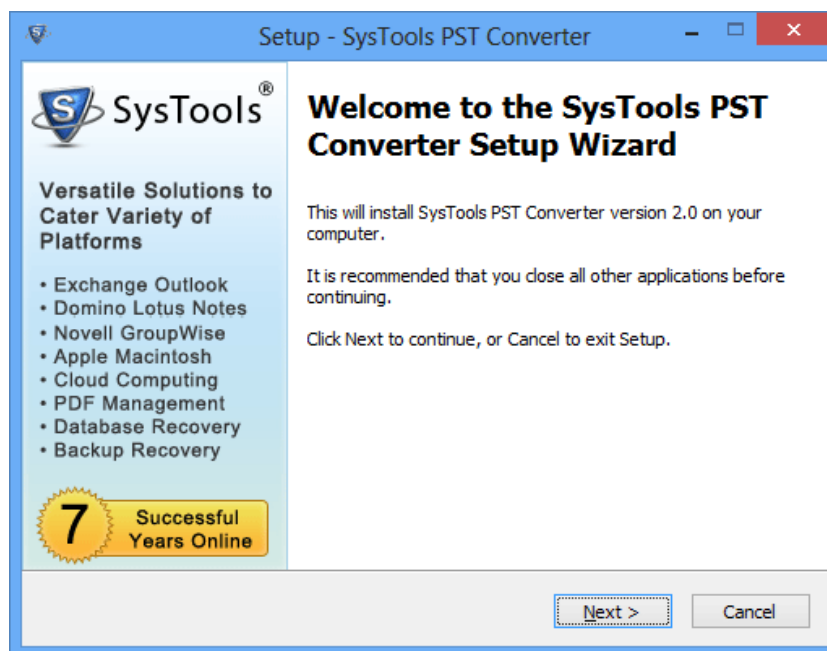 Setup - SysTools PST Converter
SysTools®
Versatile Solutions to
Cater Variety of
Platforms
• Exchange Outlook
• Domino Lotus Notes
• Novell GroupWise
• Apple Macintosh
• Cloud Computing
• PDF Management
• Database Recovery
• Backup Recovery
7
Successful
Years Online
Welcome to the SysTools PST
Converter Setup Wizard
This will install SysTools PST Converter version 2.0 on your
computer.
It is recommended that you close all other applications before
continuing.
Click Next to continue, or Cancel to exit Setup.
Next >
Cancel